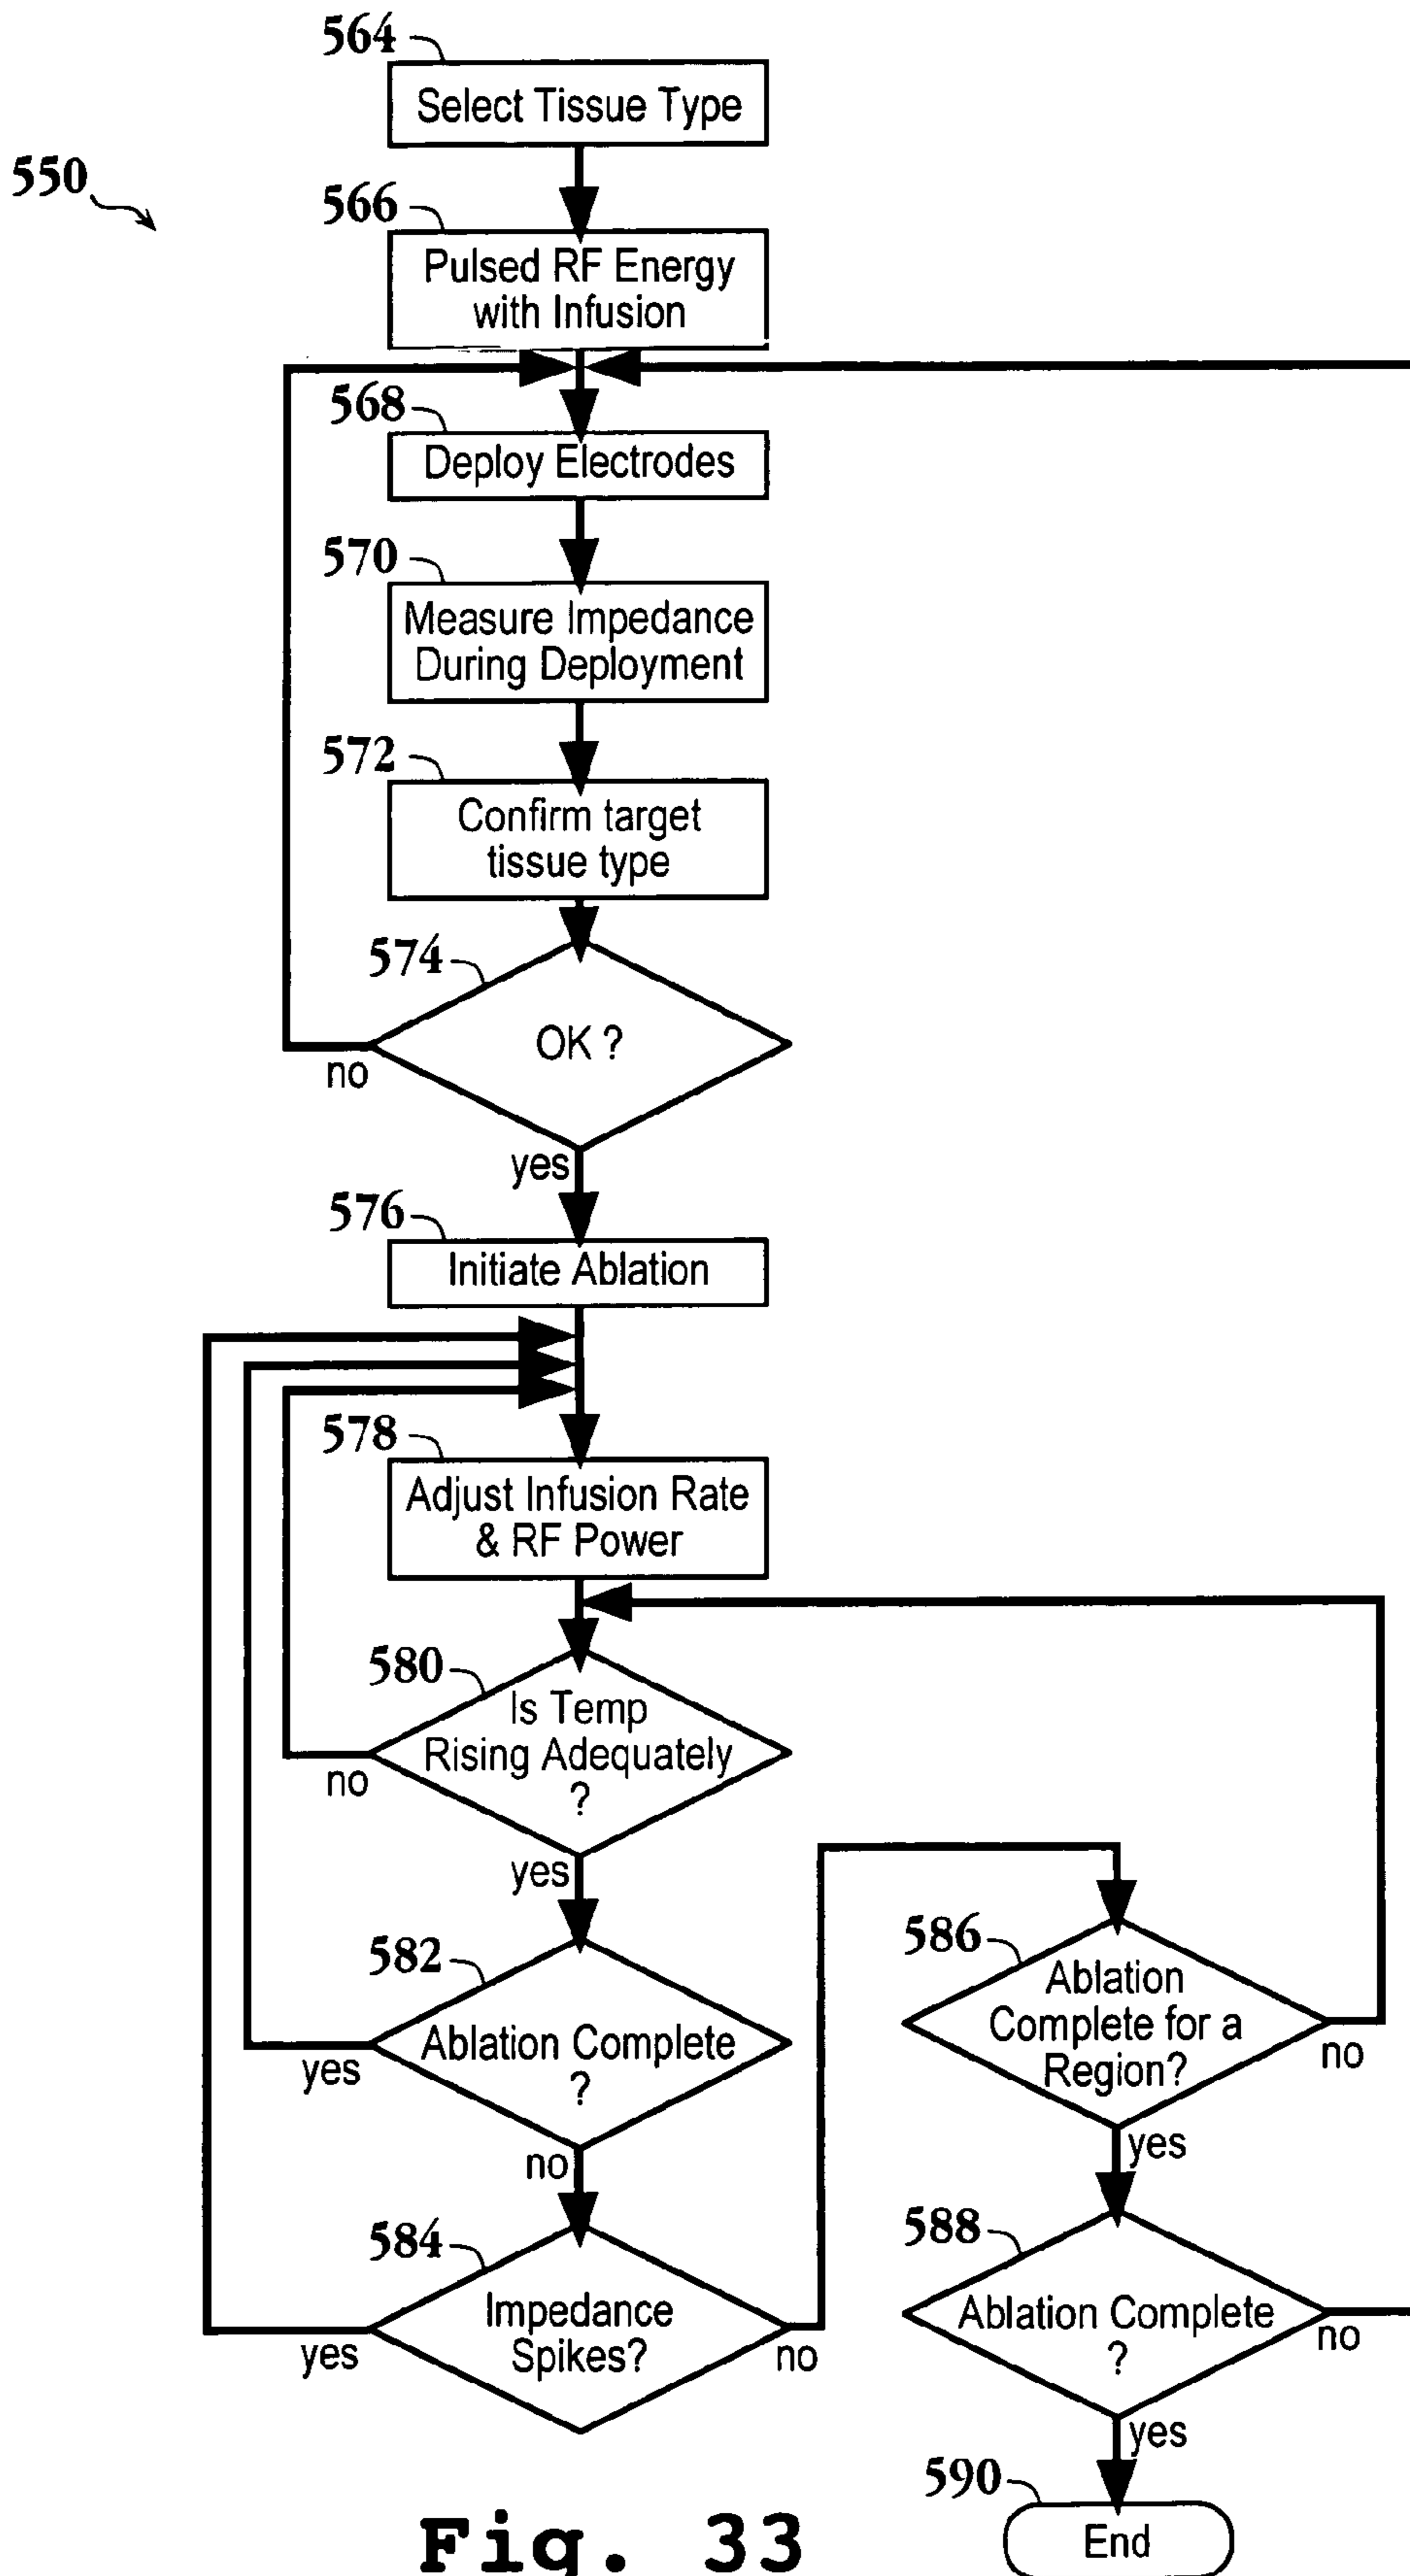 564
Select Tissue Type
550
566
Pulsed RF Energy
with Infusion
568
Deploy Electrodes
570
Measure Impedance
During Deployment
572
Confirm target
tissue type
574
OK ?
no
yes
576
Initiate Ablation
578
Adjust Infusion Rate
& RF Power
580
Is Temp
Rising Adequately
?
no
yes
582
Ablation Complete
?
yes
no
584
Impedance
Spikes?
yes
no
586
Ablation
Complete for a
Region?
no
yes
588
Ablation Complete
?
no
yes
590
End
Fig. 33